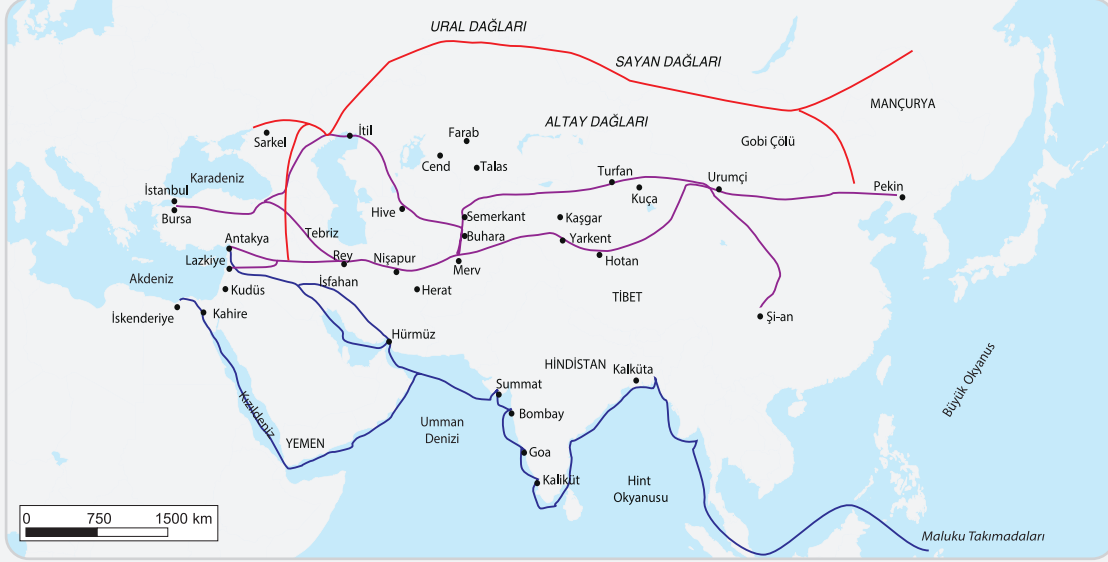 URAL DAĞLARI
SAYAN DAĞLARI
MANÇURYA
ALTAY DAĞLARI
Gobi Çölü
İtil
Farab
Sarkel
Cend
Talas
Turfan
Urumçi
Karadeniz
Kuça
Pekin
İstanbul
Bursa
Hive
Semerkant
Kaşgar
Tebriz
Buhara
Yarkent
Antakya
Rey
Nişapur
Hotan
Lazkiye
Merv
Akdeniz
İsfahan
Kudüs
Herat
TİBET
İskenderiye
Kahire
Şi-an
Hürmüz
HİNDİSTAN
Kalküta
Büyük Okyanus
Summat
Kızıldeniz
Umman
Denizi
Bombay
YEMEN
Goa
Kaliküt
Hint
Okyanusu
0 750 1500 km
Maluku Takımadaları